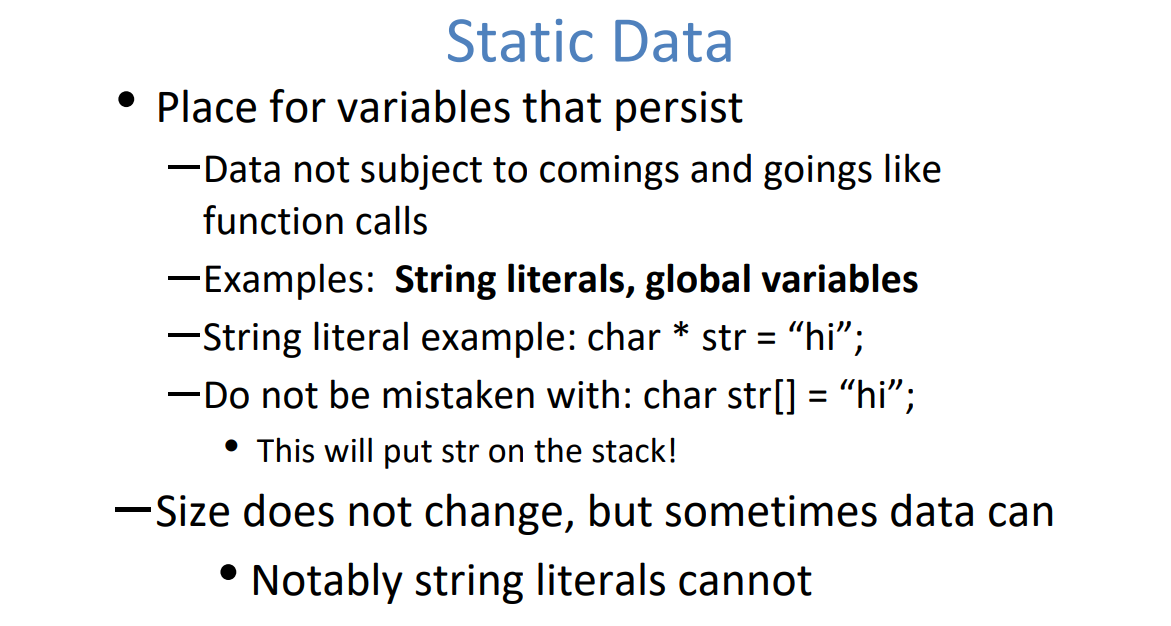 Static Data
• Place for variables that persist
—Data not subject to comings and goings like
function calls
—Examples:  String literals, global variables
—String literal example: char * str = “hi”;
—Do not be mistaken with: char str[] = “hi”;
• This will put str on the stack!
—Size does not change, but sometimes data can
• Notably string literals cannot